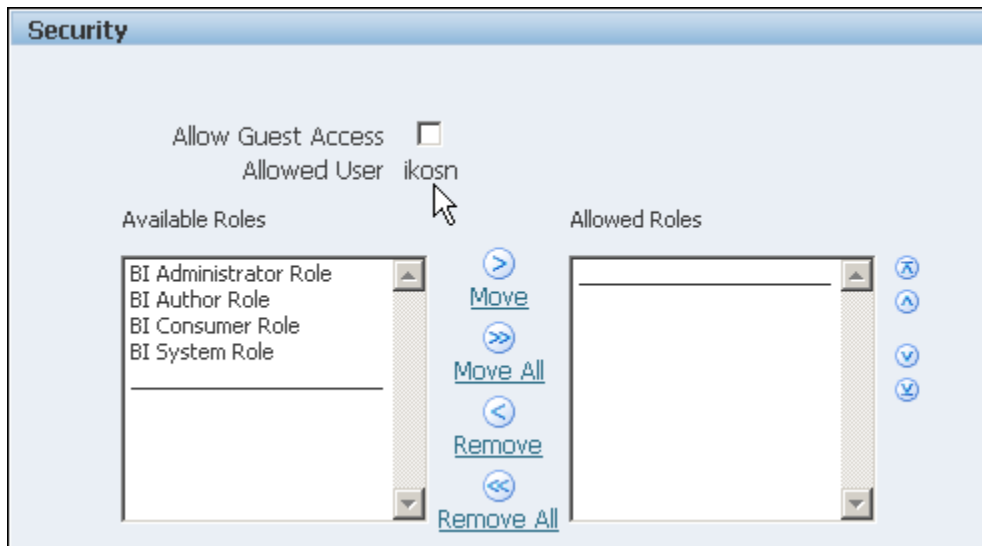 Security
Allow Guest Access
Allowed User ikosn
Available Roles
Allowed Roles
BI Administrator Role
BI Author Role
BI Consumer Role
BI System Role
Move
Move All
Remove
Remove All